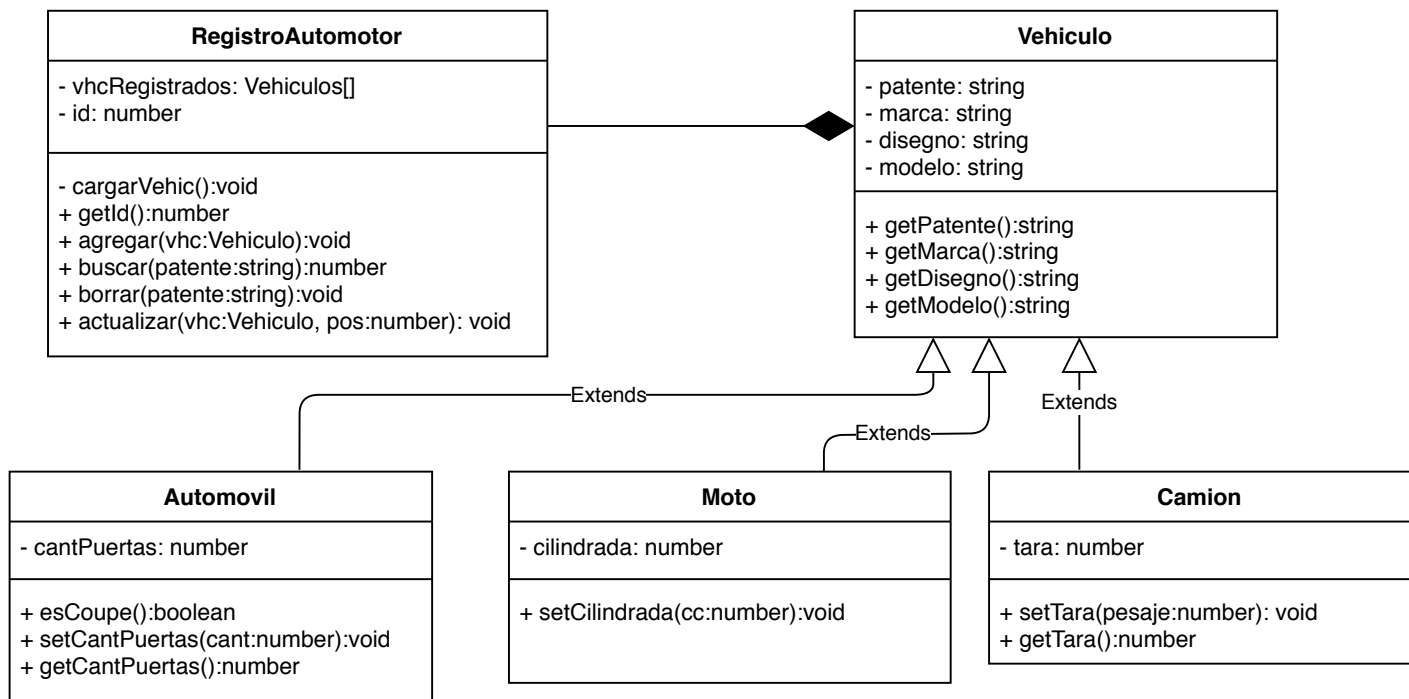 RegistroAutomotor
- vhcRegistrados: Vehiculos[]
- id: number
- cargarVehic():void
+ getId():number
+ agregar(vhc:Vehiculo):void
+ buscar(patente:string):number
+ borrar(patente:string):void
+ actualizar(vhc:Vehiculo, pos:number): void
Vehiculo
- patente: string
- marca: string
- disegno: string
- modelo: string
+ getPatente():string
+ getMarca():string
+ getDisegno():string
+ getModelo():string
Extends
Extends
Extends
Automovil
- cantPuertas: number
+ esCoupe():boolean
+ setCantPuertas(cant:number):void
+ getCantPuertas():number
Moto
- cilindrada: number
+ setCilindrada(cc:number):void
Camion
- tara: number
+ setTara(pesaje:number): void
+ getTara():number